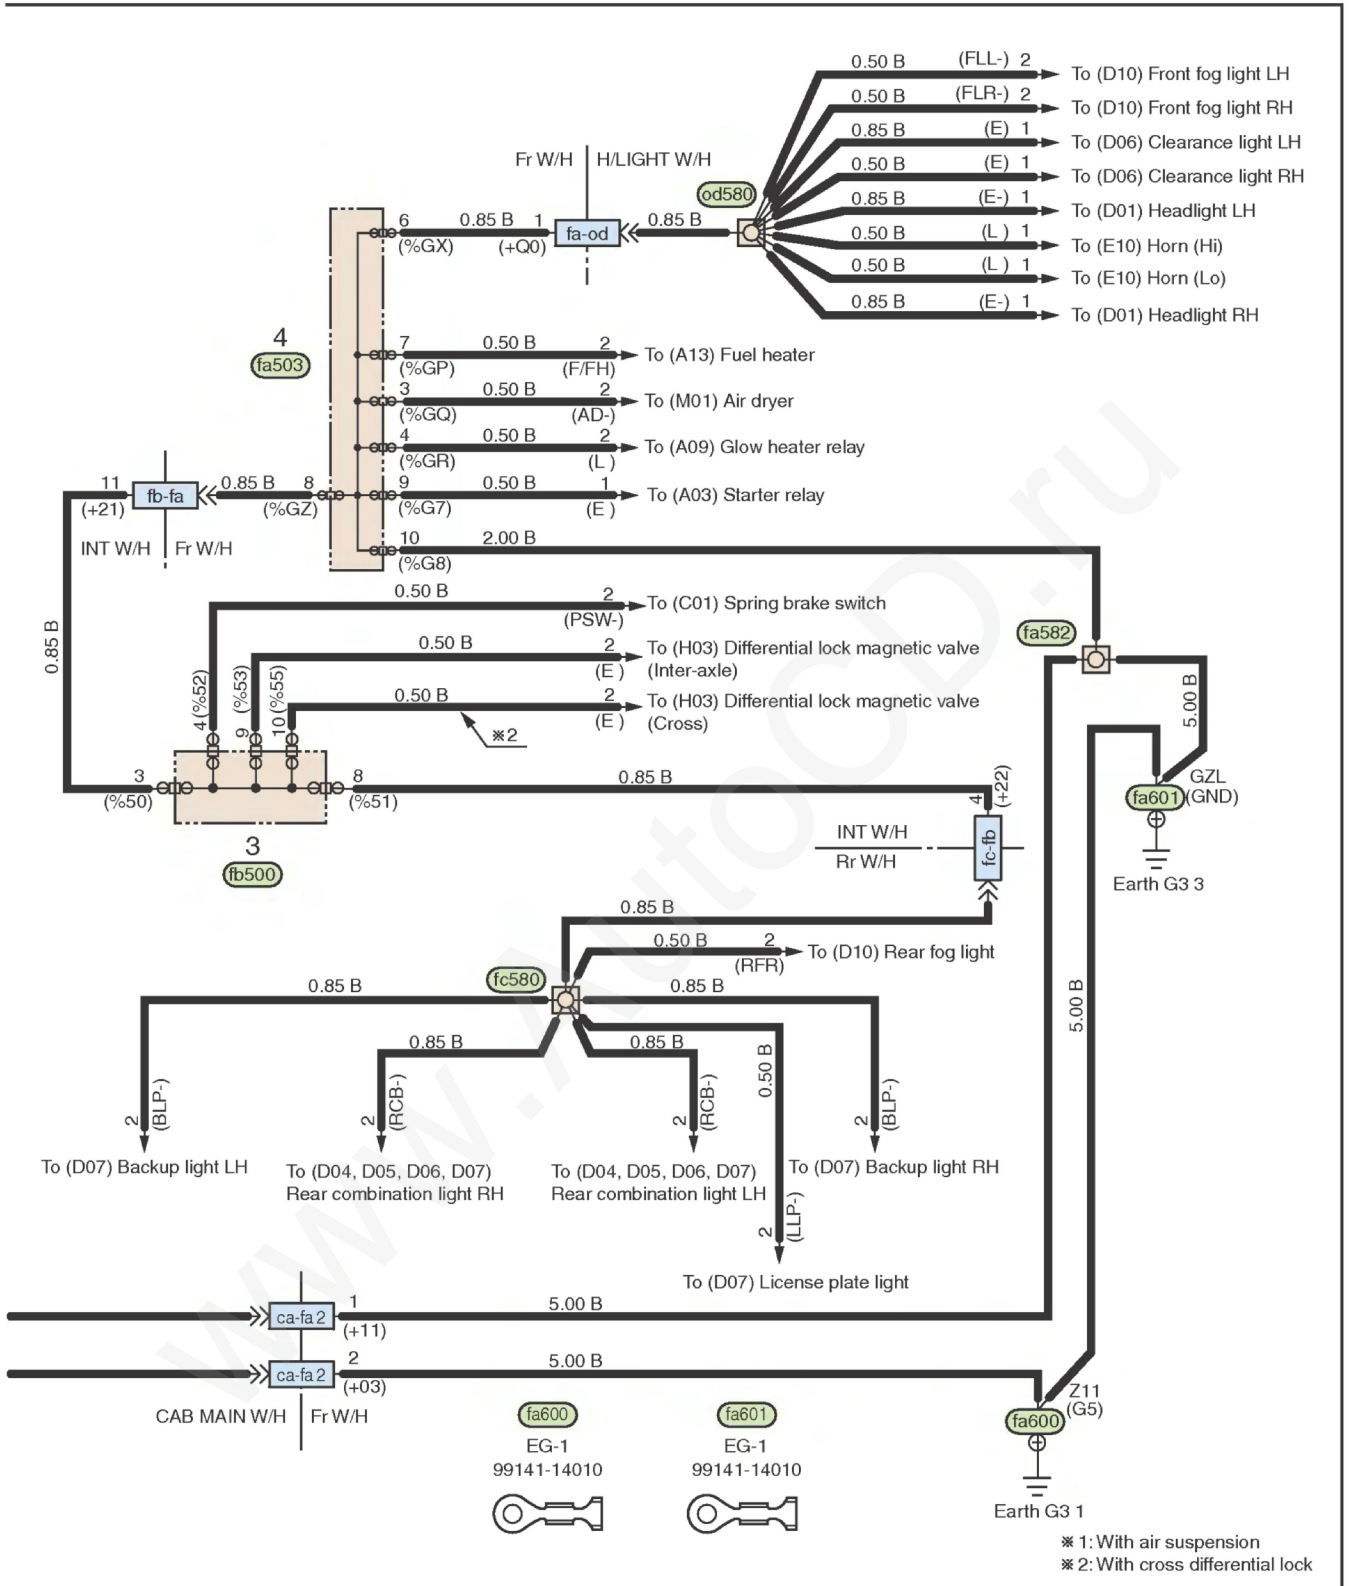 0.50 B (FLL-) 2 To (D10) Front fog light LH
0.50 B (FLR-) 2 To (D10) Front fog light RH
0.85 B (E) 1 To (D06) Clearance light LH
Fr W/H H/LIGHT W/H
0.50 B (E) 1 To (D06) Clearance light RH
od580
0.85 B (E-) 1 To (D01) Headlight LH
6 0.85 B 1 fa-od 0.85 B
(%GX) (+Q0)
0.50 B (L ) 1 To (E10) Horn (Hi)
0.50 B (L ) 1 To (E10) Horn (Lo)
0.85 B (E-) 1 To (D01) Headlight RH
4
fa503
7 0.50 B 2 To (A13) Fuel heater
(%GP) (F/FH)
3 0.50 B 2 To (M01) Air dryer
(%GQ) (AD-)
4 0.50 B 2 To (A09) Glow heater relay
(%GR) (L )
11 fb-fa 0.85 B 8 9 0.50 B 1 To (A03) Starter relay
(+21) (%GZ) (%G7) (E )
INT W/H Fr W/H
10 2.00 B
(%G8)
0.50 B 2 To (C01) Spring brake switch
(PSW-)
fa582
0.85 B
0.50 B 2 To (H03) Differential lock magnetic valve
(E ) (Inter-axle)
0.50 B 2 To (H03) Differential lock magnetic valve
(E ) (Cross)
4 (%52)
9 (%53)
10 (%55)
※2
5.00 B
3 8 0.85 B
(%50) (%51)
4 (+22)
GZL
fa601 (GND)
3
fb500
INT W/H
Rr W/H
fc-fb
Earth G3 3
0.85 B
0.50 B 2 To (D10) Rear fog light
(RFR)
fc580
0.85 B 0.85 B
5.00 B
0.85 B 0.85 B
0.50 B
2 (BLP-)
2 (RCB-)
2 (RCB-)
2 (BLP-)
To (D07) Backup light LH
To (D04, D05, D06, D07)
Rear combination light RH
To (D04, D05, D06, D07)
Rear combination light LH
To (D07) Backup light RH
2 (LLP-)
To (D07) License plate light
ca-fa 2 1 5.00 B
(+11)
ca-fa 2 2 5.00 B
(+03)
CAB MAIN W/H Fr W/H
Z11
fa600 (G5)
Earth G3 1
fa600
EG-1
99141-14010
fa601
EG-1
99141-14010
※ 1: With air suspension
※ 2: With cross differential lock
www.AutoCD.ru